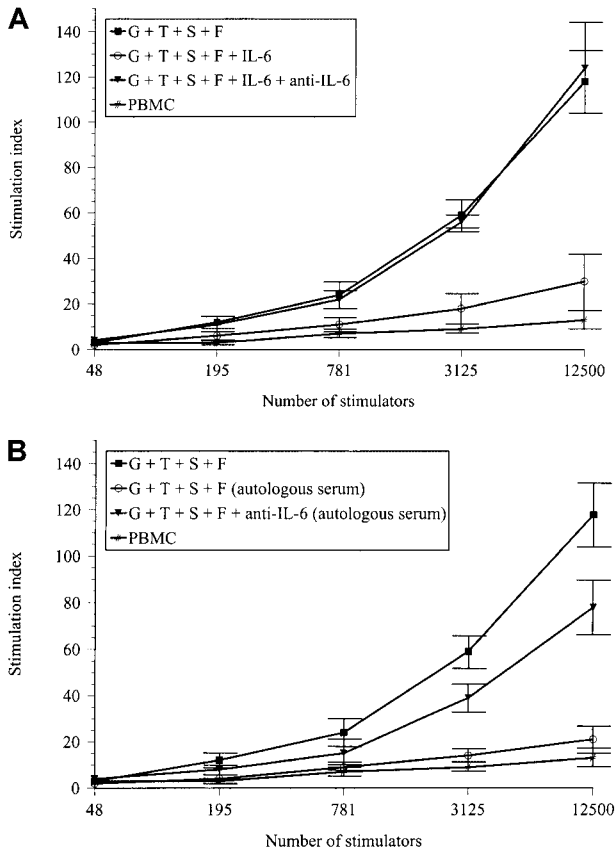 A
140
120
100
80
60
40
20
0
Stimulation index
G + T + S + F
G + T + S + F + IL-6
G + T + S + F + IL-6 + anti-IL-6
PBMC
48
195
781
3125
12500
Number of stimulators
B
140
120
100
80
60
40
20
0
Stimulation index
G + T + S + F
G + T + S + F (autologous serum)
G + T + S + F + anti-IL-6 (autologous serum)
PBMC
48
195
781
3125
12500
Number of stimulators